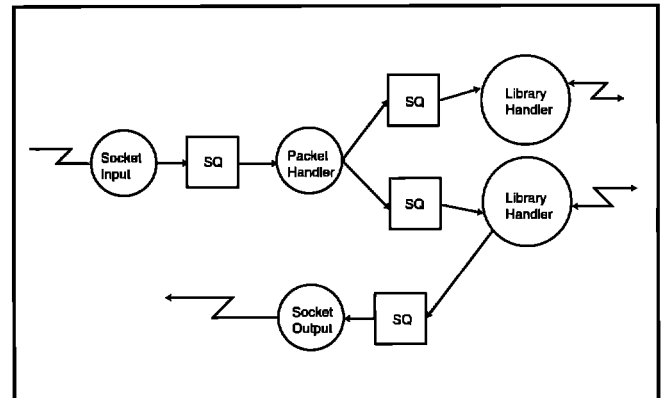 Socket
Input
SQ
Packet
Handler
SQ
Library
Handler
SQ
Library
Handler
Socket
Output
SQ